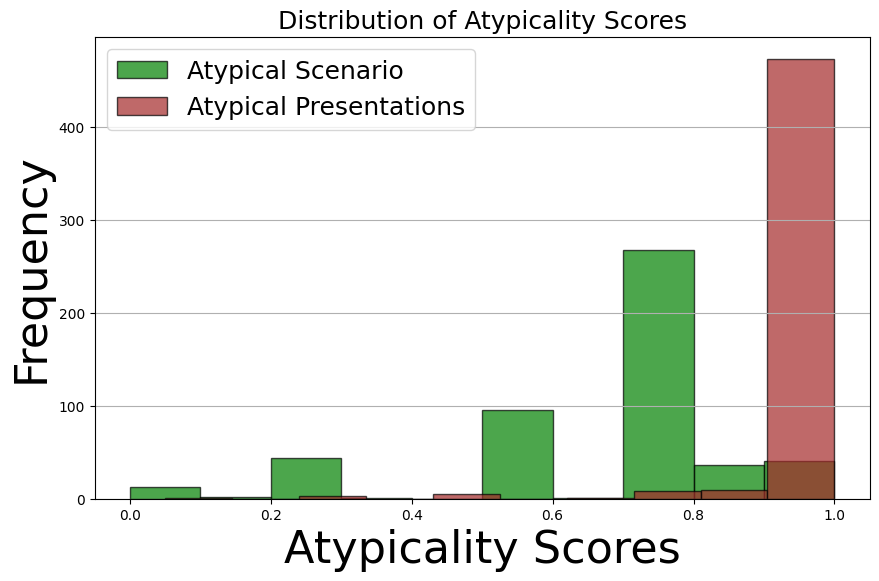 Distribution of Atypicality Scores
Atypical Scenario
Atypical Presentations
Frequency
400
300
200
100
0
0.0 0.2 0.4 0.6 0.8 1.0
Atypicality Scores